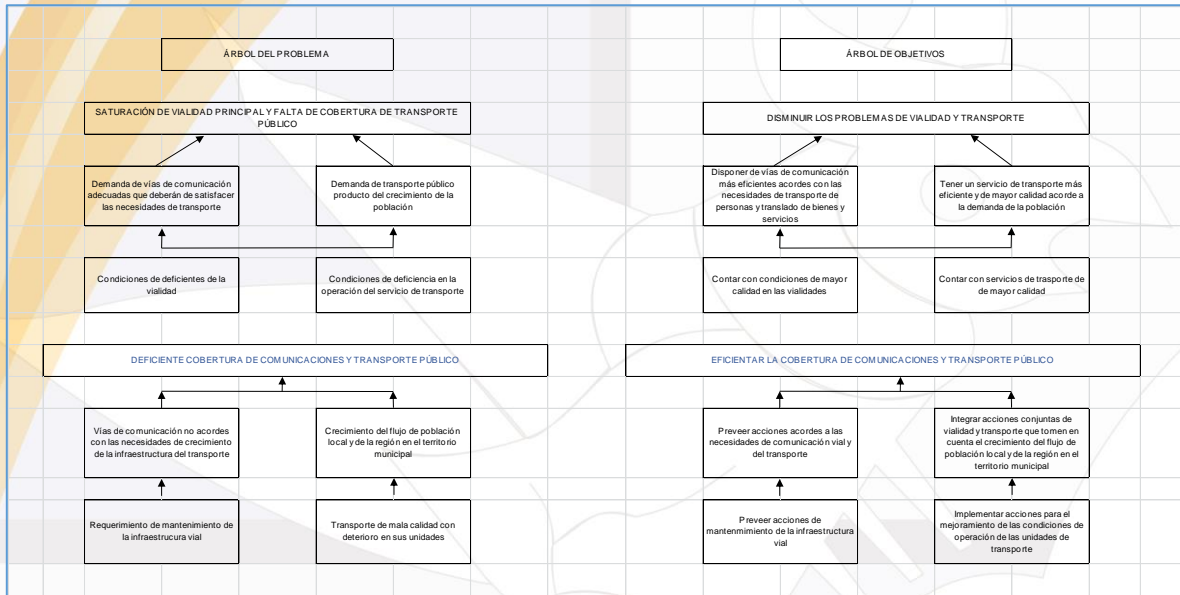 ÁRBOL DEL PROBLEMA
SATURACIÓN DE VIALIDAD PRINCIPAL Y FALTA DE COBERTURA DE TRANSPORTE
PÚBLICO
Demanda de vías de comunicación
adecuadas que deberán de satisfacer
las necesidades de transporte
Demanda de transporte público
producto del crecimiento de la
población
Condiciones de deficientes de la
vialidad
Condiciones de deficiencia en la
operación del servicio de transporte
DEFICIENTE COBERTURA DE COMUNICACIONES Y TRANSPORTE PÚBLICO
Vías de comunicación no acordes
con las necesidades de crecimiento
de la infraestructura del transporte
Crecimiento del flujo de población
local y de la región en el territorio
municipal
Requerimiento de mantenimiento de
la infraestrucura vial
Transporte de mala calidad con
deterioro en sus unidades
ÁRBOL DE OBJETIVOS
DISMINUIR LOS PROBLEMAS DE VIALIDAD Y TRANSPORTE
Disponer de vías de comunicación
más eficientes acordes con las
necesidades de transporte de
personas y translado de bienes y
servicios
Tener un servicio de transporte más
eficiente y de mayor calidad acorde a
la demanda de la población
Contar con condiciones de mayor
calidad en las vialidades
Contar con servicios de trasporte de
de mayor calidad
EFICIENTAR LA COBERTURA DE COMUNICACIONES Y TRANSPORTE PÚBLICO
Preveer acciones acordes a las
necesidades de comunicación vial y
del transporte
Integrar acciones conjuntas de
vialidad y transporte que tomen en
cuenta el crecimiento del flujo de
población local y de la región en el
territorio municipal
Preveer acciones de
mantenmimiento de la infraestructura
vial
Implementar acciones para el
mejoramiento de las condiciones de
operación de las unidades de
transporte